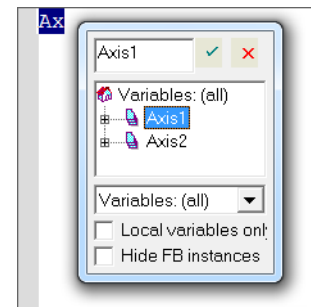 Ax
Axis1
Variables: (all)
Axis1
Axis2
Variables: (all)
Local variables onl
Hide FB instances